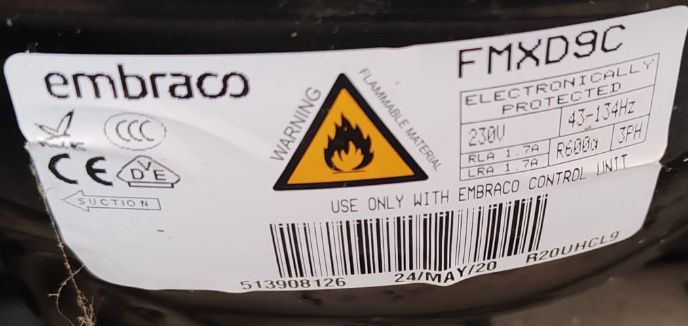 embraco
FMXD9C
WARNING
FLAMMABLE MATERIAL
ELECTRONICALLY
PROTECTED
230V
43-134Hz
RLA 1.7A
LRA 1.7A
R600a
3PH
CCC
CE
VDE
SUCTION
USE ONLY WITH EMBRACO CONTROL UNIT
513908126
24/MAY/20
R20UHCL9